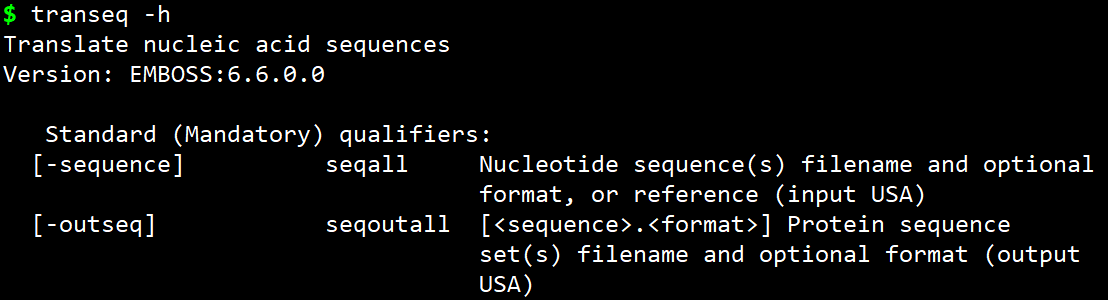 $ transeq -h
Translate nucleic acid sequences
Version: EMBOSS:6.6.0.0

   Standard (Mandatory) qualifiers:
  [-sequence]          seqall     Nucleotide sequence(s) filename and optional
                                  format, or reference (input USA)
  [-outseq]            seqoutall  [<sequence>.<format>] Protein sequence
                                  set(s) filename and optional format (output
                                  USA)